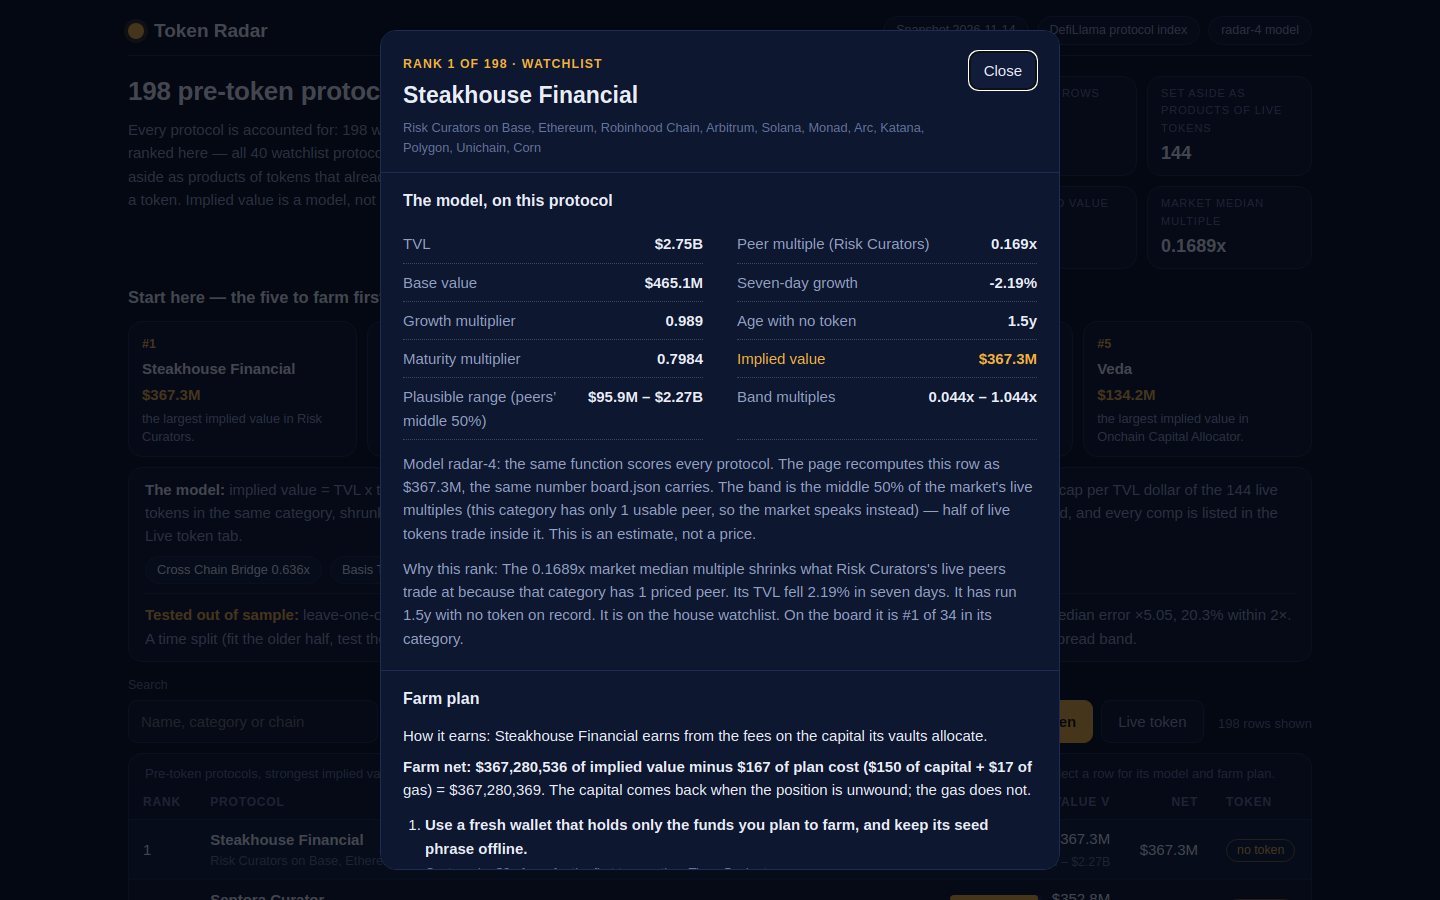 Token Radar
Snapshot 2026-11-14
DefiLlama protocol index
radar-4 model
198 pre-token protoc
Every protocol is accounted for: 198 w
ranked here — all 40 watchlist protoco
aside as products of tokens that alread
a token. Implied value is a model, not
ROWS
SET ASIDE AS
PRODUCTS OF LIVE
TOKENS
144
VALUE
MARKET MEDIAN
MULTIPLE
0.1689x
Start here — the five to farm first
#1
Steakhouse Financial
$367.3M
the largest implied value in Risk
Curators.
#5
Veda
$134.2M
the largest implied value in
Onchain Capital Allocator.
The model: implied value = TVL x t
cap per TVL dollar of the 144 live
tokens in the same category, shrun
d, and every comp is listed in the
Live token tab.
Cross Chain Bridge 0.636x
Basis T
Tested out of sample: leave-one-o
edian error ×5.05, 20.3% within 2×.
A time split (fit the older half, test the
pread band.
Search
Name, category or chain
en
Live token
198 rows shown
Pre-token protocols, strongest implied va
ect a row for its model and farm plan.
RANK
PROTOCOL
VALUE V
NET
TOKEN
1
Steakhouse Financial
Risk Curators on Base, Ethere
$367.3M
– $2.27B
$367.3M
no token
Sentora Curator
$352.8M
RANK 1 OF 198 · WATCHLIST
Close
Steakhouse Financial
Risk Curators on Base, Ethereum, Robinhood Chain, Arbitrum, Solana, Monad, Arc, Katana,
Polygon, Unichain, Corn
The model, on this protocol
TVL $2.75B
Peer multiple (Risk Curators) 0.169x
Base value $465.1M
Seven-day growth -2.19%
Growth multiplier 0.989
Age with no token 1.5y
Maturity multiplier 0.7984
Implied value $367.3M
Plausible range (peers' $95.9M – $2.27B
middle 50%)
Band multiples 0.044x – 1.044x
Model radar-4: the same function scores every protocol. The page recomputes this row as
$367.3M, the same number board.json carries. The band is the middle 50% of the market's live
multiples (this category has only 1 usable peer, so the market speaks instead) — half of live
tokens trade inside it. This is an estimate, not a price.
Why this rank: The 0.1689x market median multiple shrinks what Risk Curators's live peers
trade at because that category has 1 priced peer. Its TVL fell 2.19% in seven days. It has run
1.5y with no token on record. It is on the house watchlist. On the board it is #1 of 34 in its
category.
Farm plan
How it earns: Steakhouse Financial earns from the fees on the capital its vaults allocate.
Farm net: $367,280,536 of implied value minus $167 of plan cost ($150 of capital + $17 of
gas) = $367,280,369. The capital comes back when the position is unwound; the gas does not.
1. Use a fresh wallet that holds only the funds you plan to farm, and keep its seed
phrase offline.